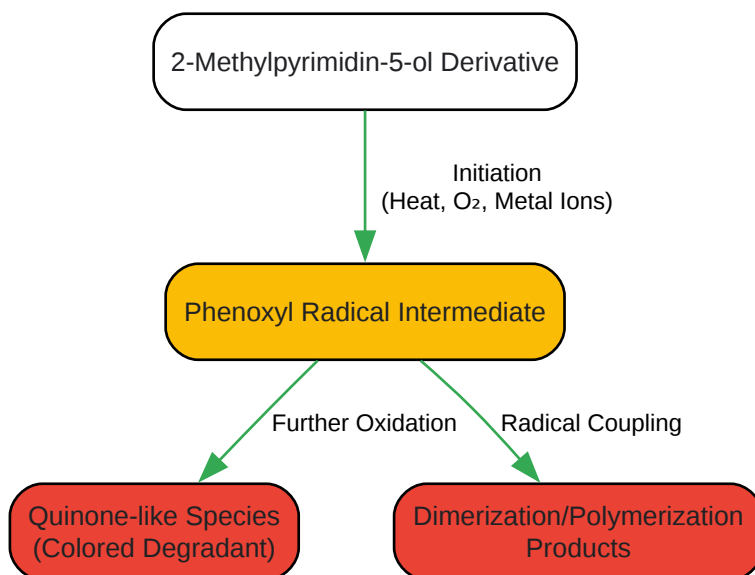 2-Methylpyrimidin-5-ol Derivative
Initiation
(Heat, O₂, Metal Ions)
Phenoxyl Radical Intermediate
Further Oxidation
Radical Coupling
Quinone-like Species
(Colored Degradant)
Dimerization/Polymerization
Products